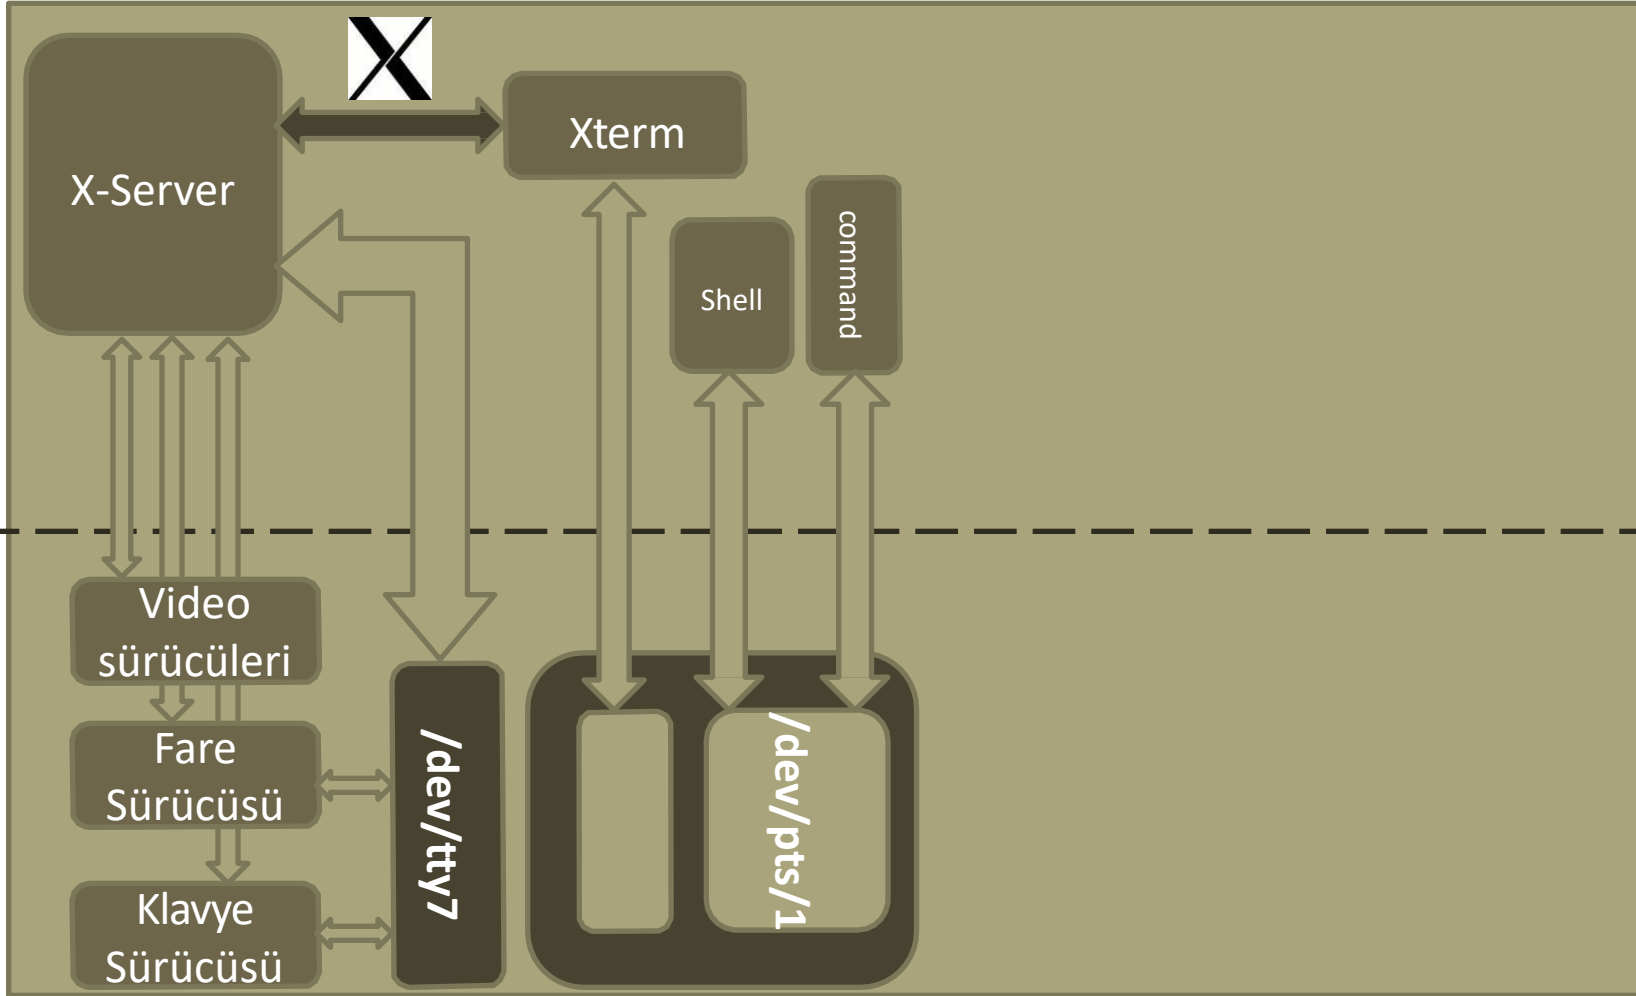 X-Server
Xterm
Shell
command
Video
sürücüleri
Fare
Sürücüsü
Klavye
Sürücüsü
/dev/tty7
/dev/pts/1